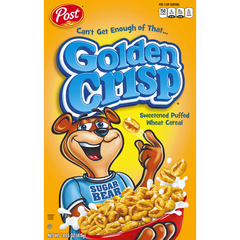 Post
Can't Get Enough of That...
Golden
Crisp
Sweetened Puffed
Wheat Cereal
SUGAR
BEAR